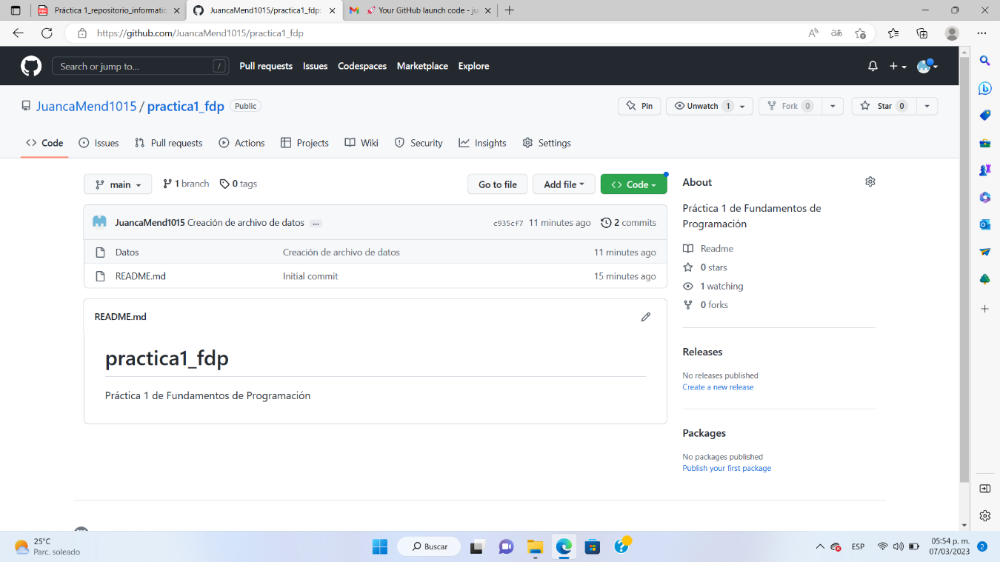 Práctica 1_repositorio_informatic
JuancaMend1015/practica1_fdp:
🚀 Your GitHub launch code - ju
https://github.com/JuancaMend1015/practica1_fdp
Search or jump to...
/
Pull requests
Issues
Codespaces
Marketplace
Explore
JuancaMend1015 / practica1_fdp
Public
Pin
Unwatch 1
Fork 0
Star 0
Code
Issues
Pull requests
Actions
Projects
Wiki
Security
Insights
Settings
main
1 branch
0 tags
Go to file
Add file
Code
JuancaMend1015 Creación de archivo de datos ...
c935cf7 11 minutes ago
2 commits
Datos
Creación de archivo de datos
11 minutes ago
README.md
Initial commit
15 minutes ago
README.md
practica1_fdp
Práctica 1 de Fundamentos de Programación
About
Práctica 1 de Fundamentos de
Programación
Readme
0 stars
1 watching
0 forks
Releases
No releases published
Create a new release
Packages
No packages published
Publish your first package
25°C
Parc. soleado
Buscar
ESP
05:54 p. m.
07/03/2023
2